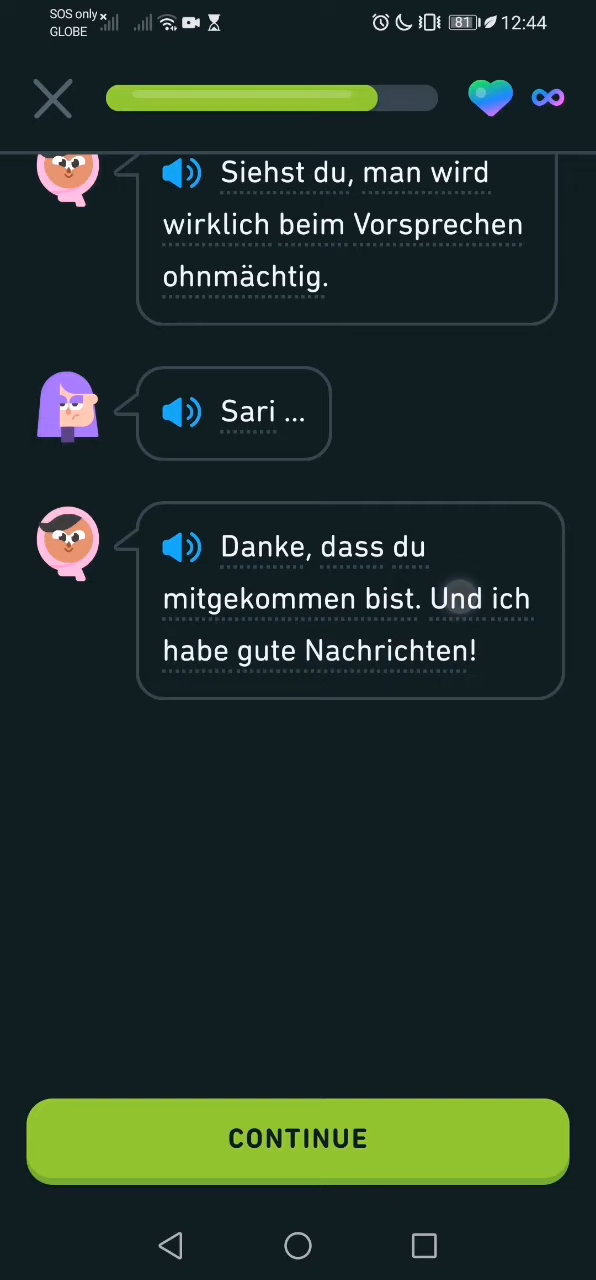 SOS only
GLOBE
81
12:44
Siehst du, man wird
wirklich beim Vorsprechen
ohnmächtig.
Sari ...
Danke, dass du
mitgekommen bist. Und ich
habe gute Nachrichten!
CONTINUE